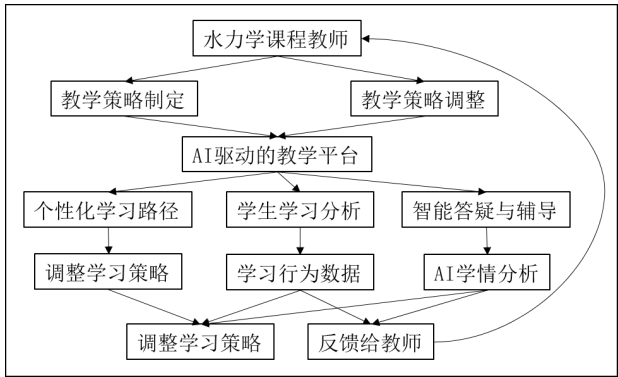 水力学课程教师
教学策略制定
教学策略调整
AI驱动的教学平台
个性化学习路径
学生学习分析
智能答疑与辅导
调整学习策略
学习行为数据
AI学情分析
调整学习策略
反馈给教师